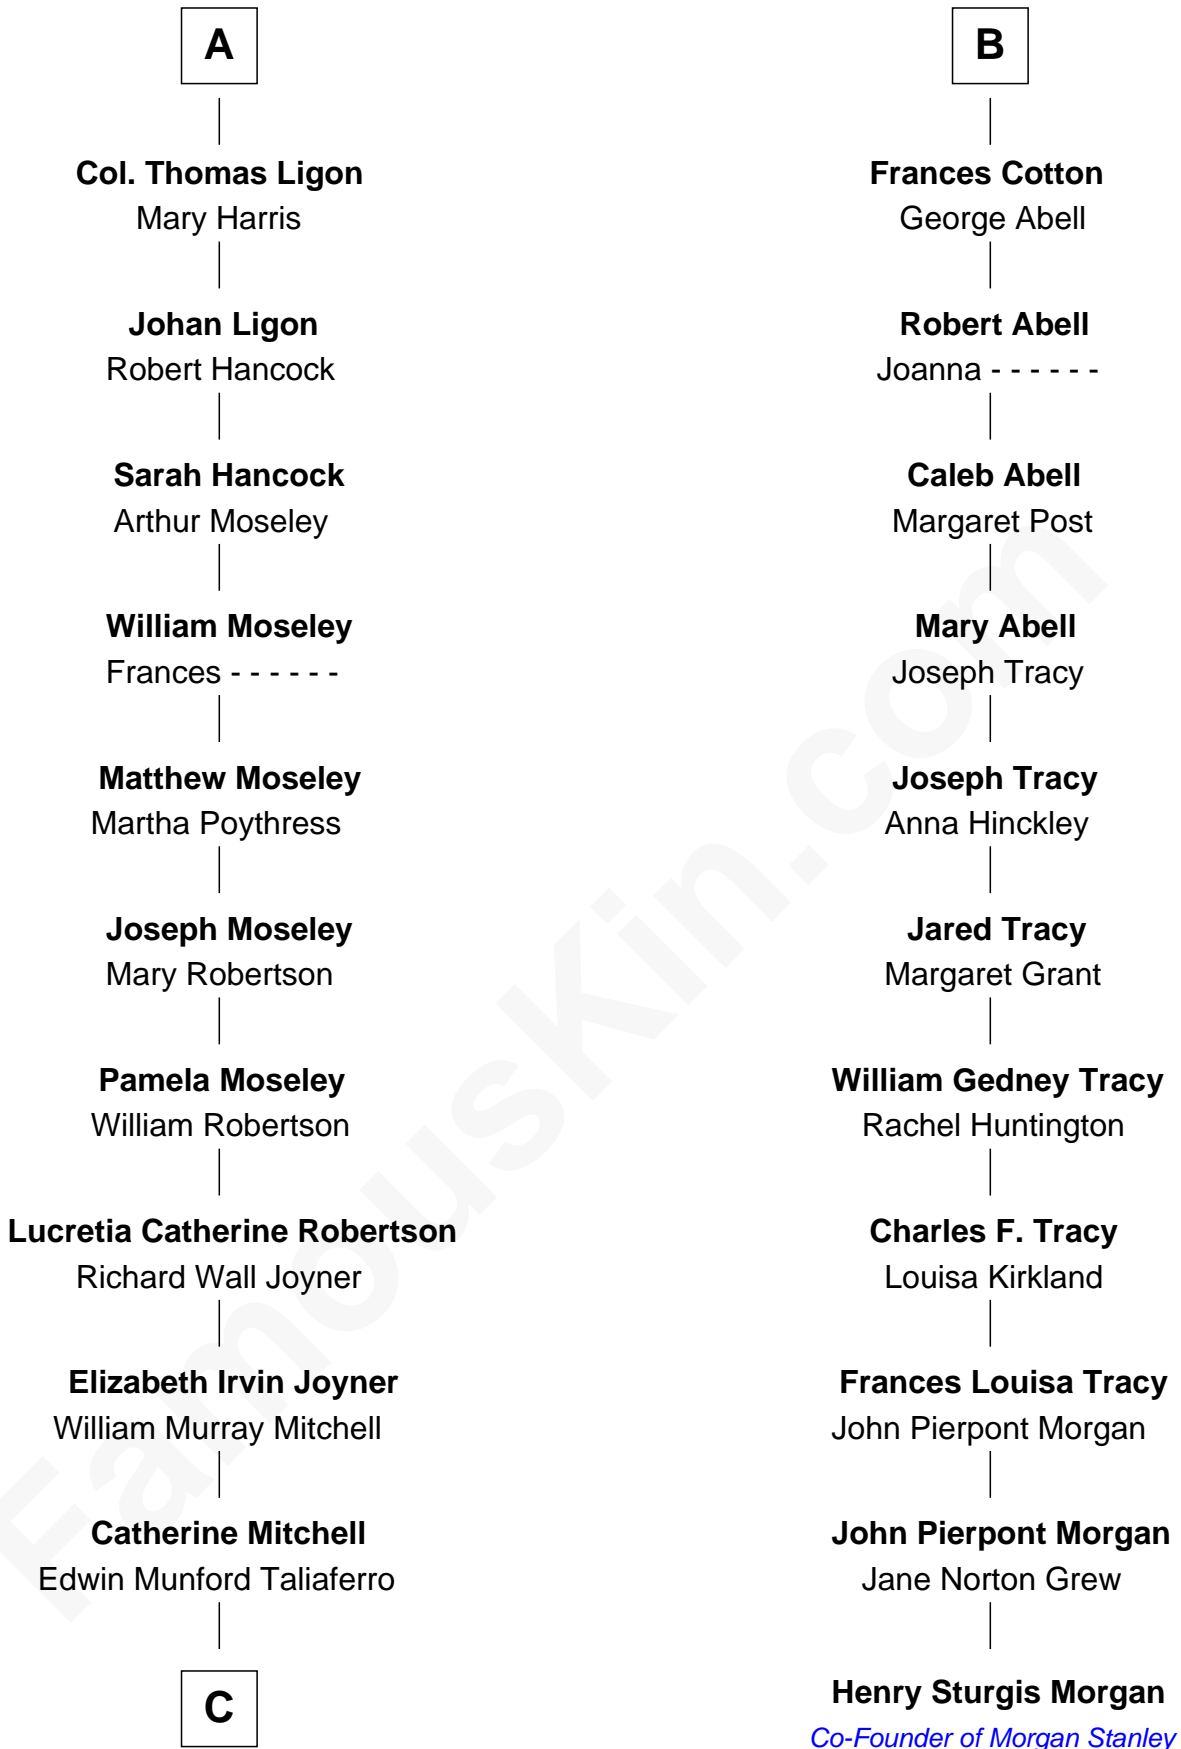 A
Col. Thomas Ligon
Mary Harris
Johan Ligon
Robert Hancock
Sarah Hancock
Arthur Moseley
William Moseley
Frances - - - - - -
Matthew Moseley
Martha Poythress
Joseph Moseley
Mary Robertson
Pamela Moseley
William Robertson
Lucretia Catherine Robertson
Richard Wall Joyner
Elizabeth Irvin Joyner
William Murray Mitchell
Catherine Mitchell
Edwin Munford Taliaferro
C
B
Frances Cotton
George Abell
Robert Abell
Joanna - - - - - -
Caleb Abell
Margaret Post
Mary Abell
Joseph Tracy
Joseph Tracy
Anna Hinckley
Jared Tracy
Margaret Grant
William Gedney Tracy
Rachel Huntington
Charles F. Tracy
Louisa Kirkland
Frances Louisa Tracy
John Pierpont Morgan
John Pierpont Morgan
Jane Norton Grew
Henry Sturgis Morgan
Co-Founder of Morgan Stanley
FamousKin.com